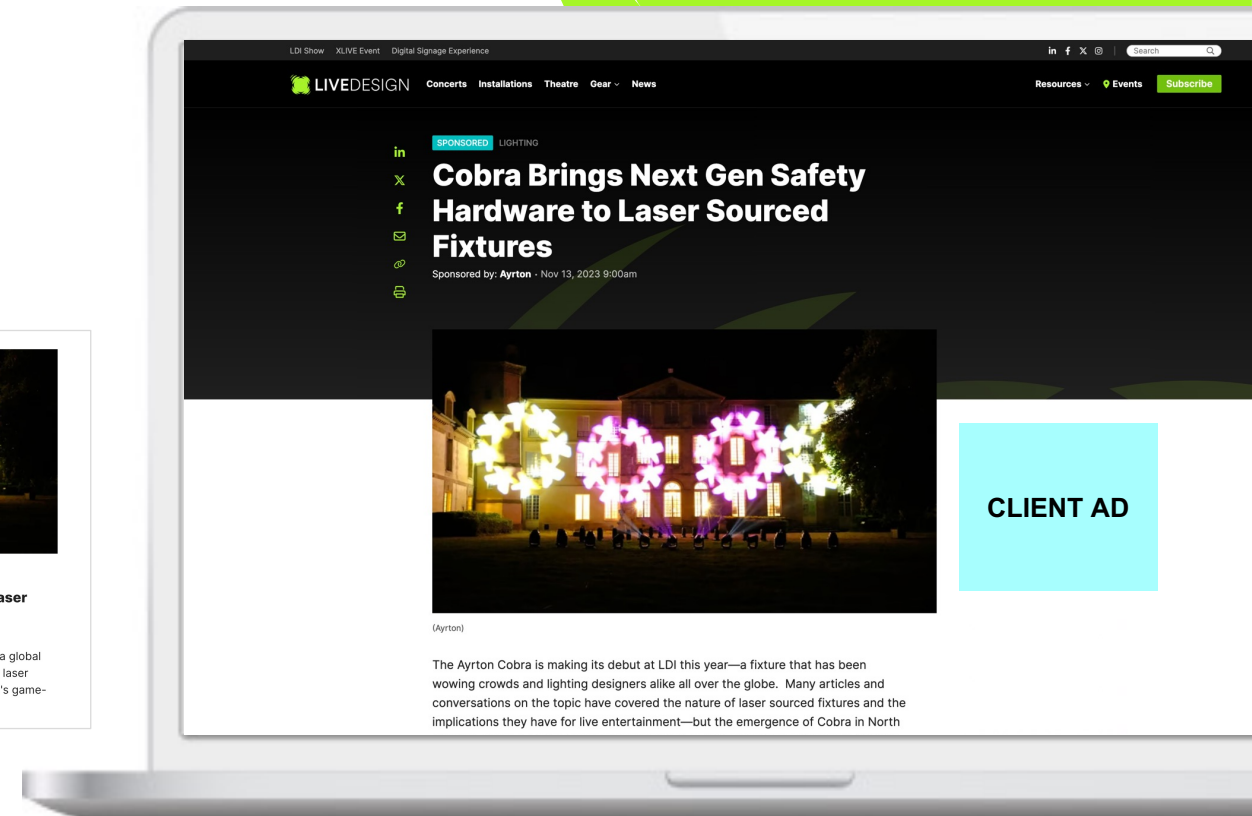 LDI Show XLIVE Event Digital Signage Experience
Search
LIVEDESIGN Concerts Installations Theatre Gear News
Resources Events Subscribe
SPONSORED LIGHTING
Cobra Brings Next Gen Safety
Hardware to Laser Sourced
Fixtures
Sponsored by: Ayrton - Nov 13, 2023 9:00am
CLIENT AD
(Ayrton)
The Ayrton Cobra is making its debut at LDI this year—a fixture that has been
wowing crowds and lighting designers alike all over the globe. Many articles and
conversations on the topic have covered the nature of laser sourced fixtures and the
implications they have for live entertainment—but the emergence of Cobra in North
aser
a global
laser
's game-